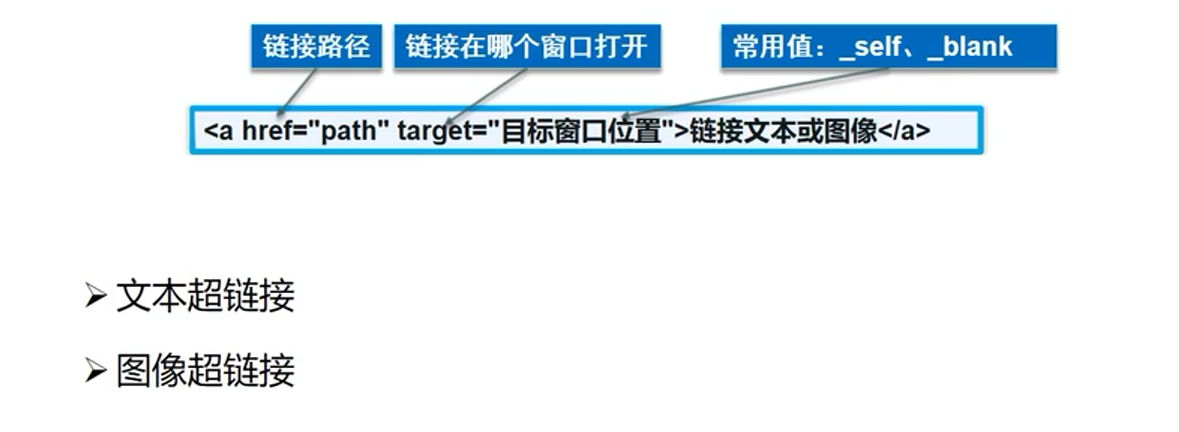 链接路径
链接在哪个窗口打开
常用值：_self、_blank
<a href="path" target="目标窗口位置">链接文本或图像</a>
文本超链接
图像超链接